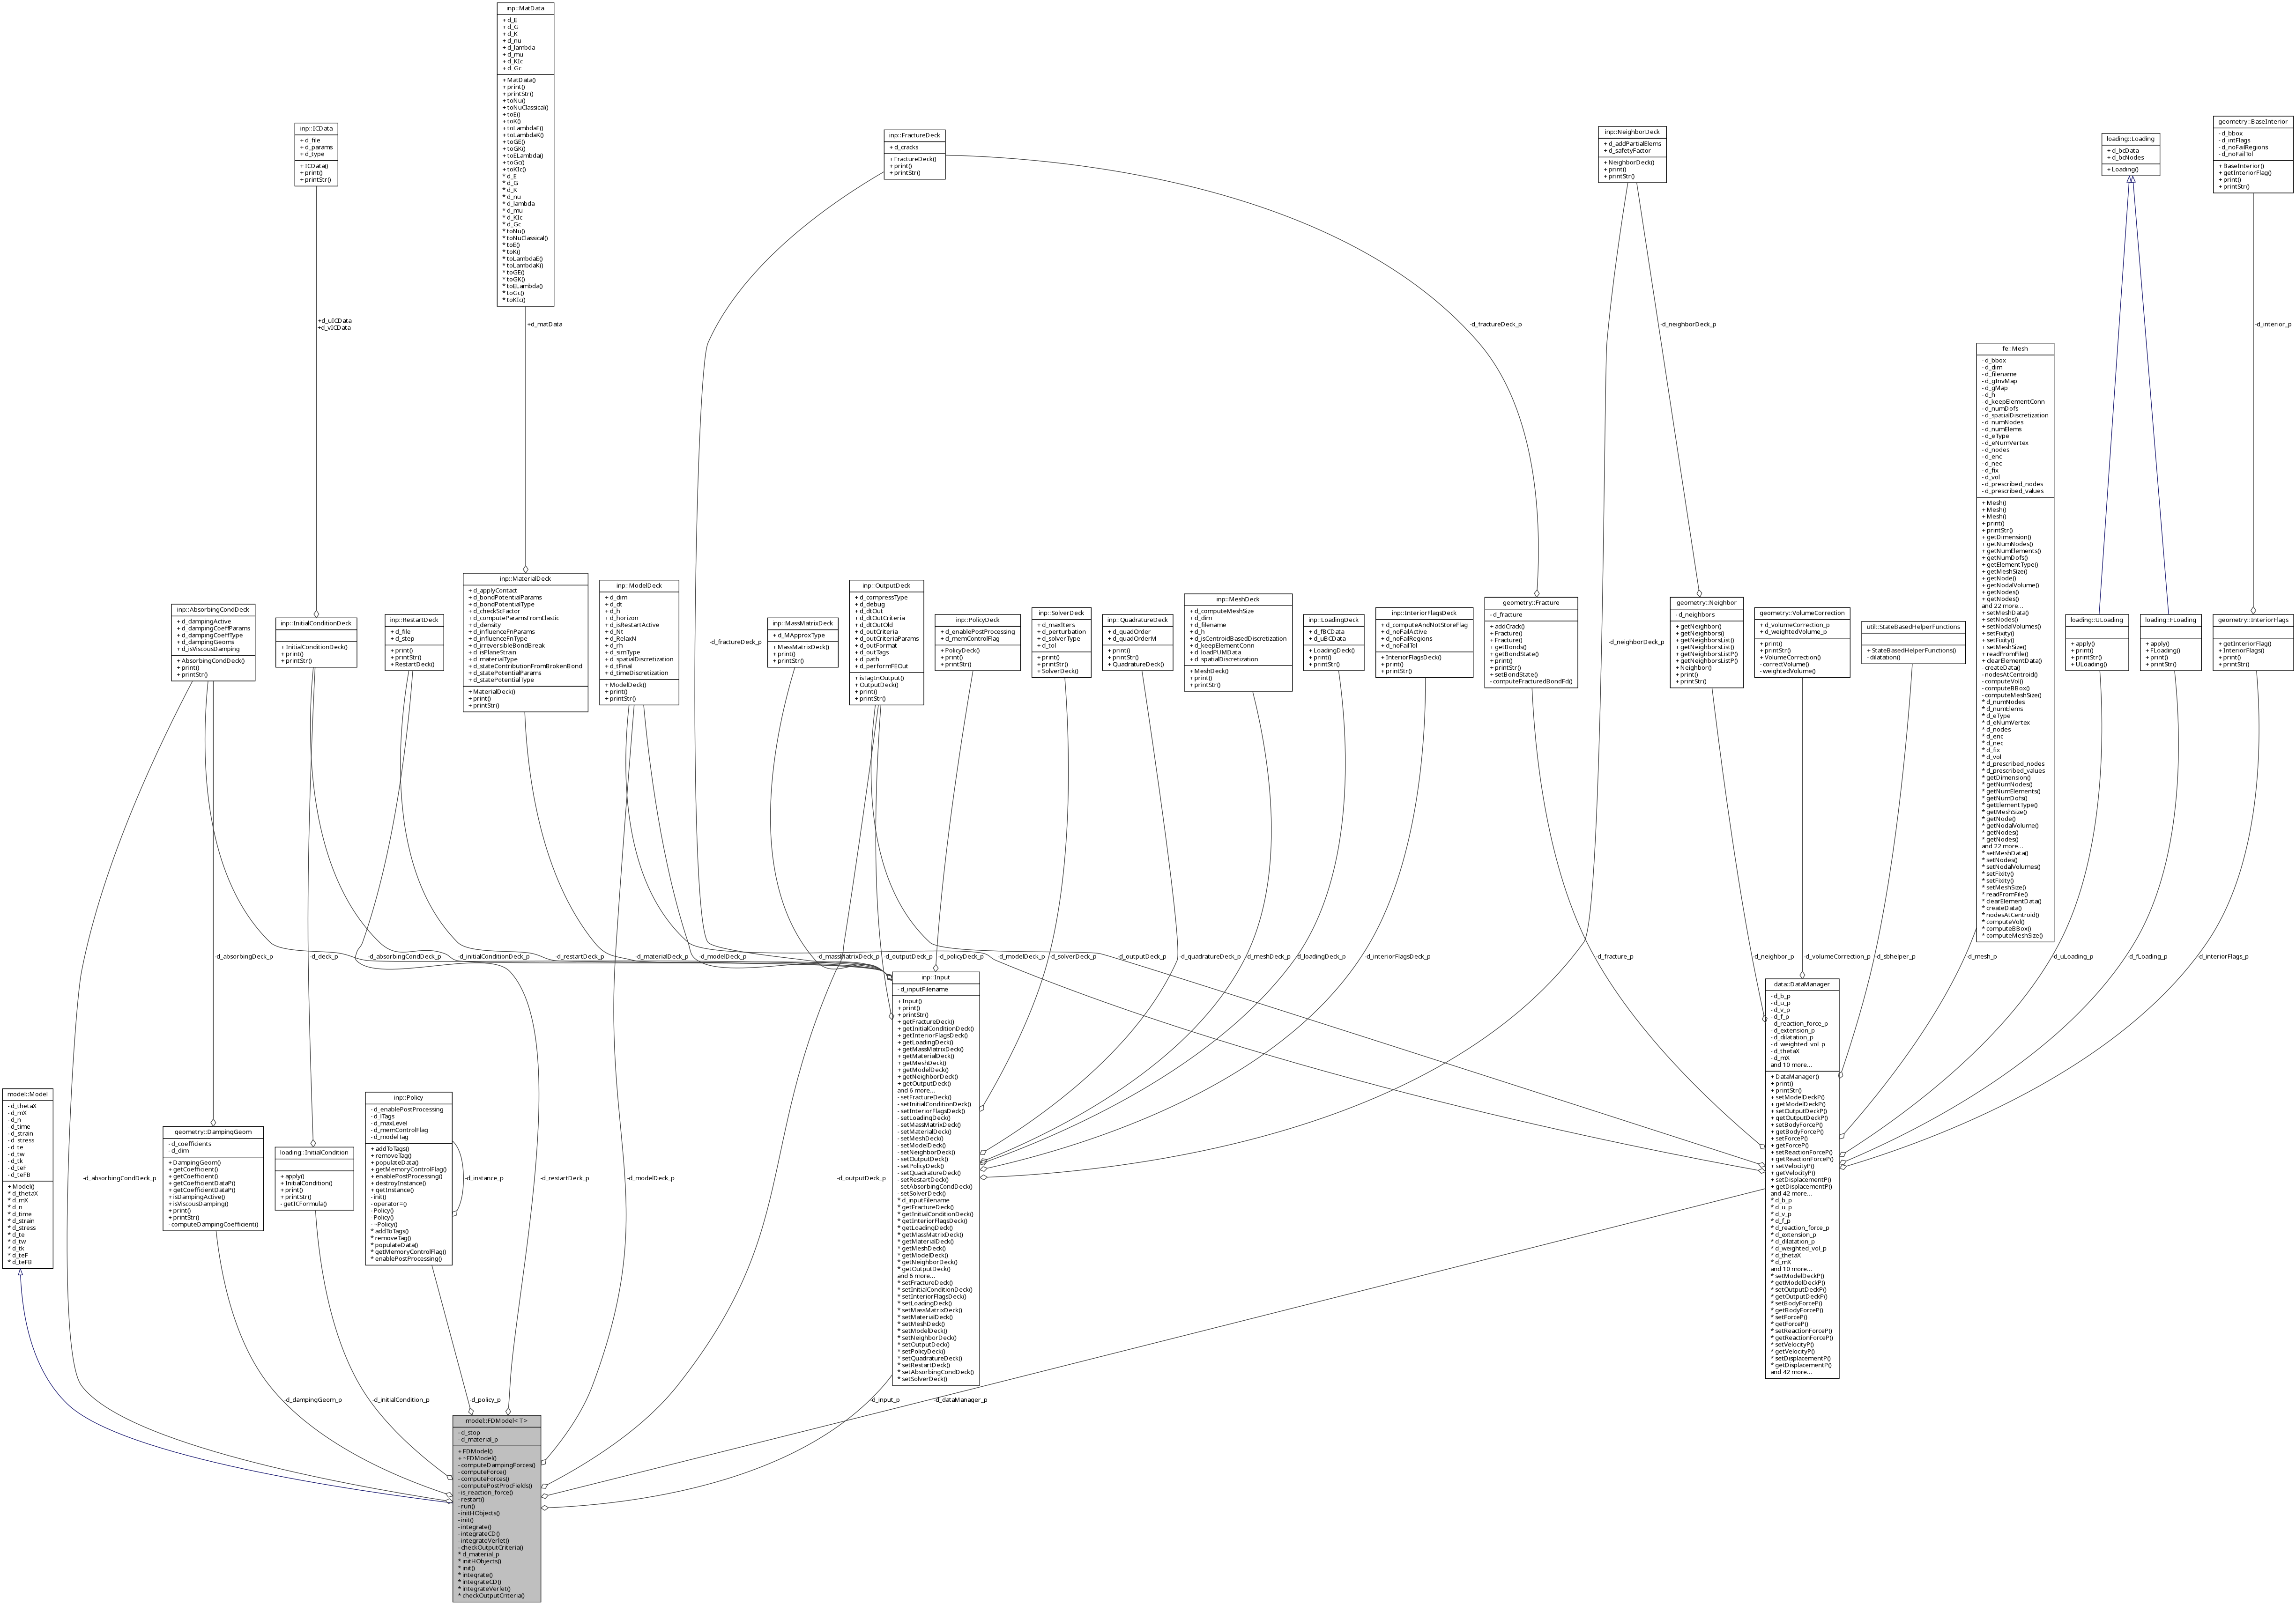 inp::MatData
+ d_E
+ d_G
+ d_K
+ d_nu
+ d_lambda
+ d_mu
+ d_KIc
+ d_Gc
+ MatData()
+ print()
+ printStr()
+ toNu()
+ toNuClassical()
+ toE()
+ toK()
+ toLambdaE()
+ toLambdaK()
+ toGE()
+ toGK()
+ toELambda()
+ toGc()
+ toKIc()
* d_E
* d_G
* d_K
* d_nu
* d_lambda
* d_mu
* d_KIc
* d_Gc
* toNu()
* toNuClassical()
* toE()
* toK()
* toLambdaE()
* toLambdaK()
* toGE()
* toGK()
* toELambda()
* toGc()
* toKIc()
inp::ICData
+ d_file
+ d_params
+ d_type
+ ICData()
+ print()
+ printStr()
inp::FractureDeck
+ d_cracks
+ FractureDeck()
+ print()
+ printStr()
inp::NeighborDeck
+ d_addPartialElems
+ d_safetyFactor
+ NeighborDeck()
+ print()
+ printStr()
loading::Loading
+ d_bcData
+ d_bcNodes
+ Loading()
geometry::BaseInterior
- d_bbox
- d_intFlags
- d_noFailRegions
- d_noFailTol
+ BaseInterior()
+ getInteriorFlag()
+ print()
+ printStr()
+d_uICData
+d_vICData
+d_matData
-d_fractureDeck_p
-d_neighborDeck_p
-d_interior_p
fe::Mesh
- d_bbox
- d_dim
- d_filename
- d_gInvMap
- d_gMap
- d_h
- d_keepElementConn
- d_numDofs
- d_spatialDiscretization
- d_numNodes
- d_numElems
- d_eType
- d_eNumVertex
- d_nodes
- d_enc
- d_nec
- d_fix
- d_vol
- d_prescribed_nodes
- d_prescribed_values
+ Mesh()
+ Mesh()
+ Mesh()
+ print()
+ printStr()
+ getDimension()
+ getNumNodes()
+ getNumElements()
+ getNumDofs()
+ getElementType()
+ getMeshSize()
+ getNode()
+ getNodalVolume()
+ getNodes()
+ getNodes()
and 22 more...
+ setMeshData()
+ setNodes()
+ setNodalVolumes()
+ setFixity()
+ setFixity()
+ setMeshSize()
+ readFromFile()
+ clearElementData()
- createData()
- nodesAtCentroid()
- computeVol()
- computeBBox()
- computeMeshSize()
* d_numNodes
* d_numElems
* d_eType
* d_eNumVertex
* d_nodes
* d_enc
* d_nec
* d_fix
* d_vol
* d_prescribed_nodes
* d_prescribed_values
* getDimension()
* getNumNodes()
* getNumElements()
* getNumDofs()
* getElementType()
* getMeshSize()
* getNode()
* getNodalVolume()
* getNodes()
* getNodes()
and 22 more...
* setMeshData()
* setNodes()
* setNodalVolumes()
* setFixity()
* setFixity()
* setMeshSize()
* readFromFile()
* clearElementData()
* createData()
* nodesAtCentroid()
* computeVol()
* computeBBox()
* computeMeshSize()
inp::AbsorbingCondDeck
+ d_dampingActive
+ d_dampingCoeffParams
+ d_dampingCoeffType
+ d_dampingGeoms
+ d_isViscousDamping
+ AbsorbingCondDeck()
+ print()
+ printStr()
inp::InitialConditionDeck
+ InitialConditionDeck()
+ print()
+ printStr()
inp::RestartDeck
+ d_file
+ d_step
+ print()
+ printStr()
+ RestartDeck()
inp::MaterialDeck
+ d_applyContact
+ d_bondPotentialParams
+ d_bondPotentialType
+ d_checkScFactor
+ d_computeParamsFromElastic
+ d_density
+ d_influenceFnParams
+ d_influenceFnType
+ d_irreversibleBondBreak
+ d_isPlaneStrain
+ d_materialType
+ d_stateContributionFromBrokenBond
+ d_statePotentialParams
+ d_statePotentialType
+ MaterialDeck()
+ print()
+ printStr()
inp::ModelDeck
+ d_dim
+ d_dt
+ d_h
+ d_horizon
+ d_isRestartActive
+ d_Nt
+ d_RelaxN
+ d_rh
+ d_simType
+ d_spatialDiscretization
+ d_tFinal
+ d_timeDiscretization
+ ModelDeck()
+ print()
+ printStr()
-d_fractureDeck_p
inp::MassMatrixDeck
+ d_MApproxType
+ MassMatrixDeck()
+ print()
+ printStr()
inp::OutputDeck
+ d_compressType
+ d_debug
+ d_dtOut
+ d_dtOutCriteria
+ d_dtOutOld
+ d_outCriteria
+ d_outCriteriaParams
+ d_outFormat
+ d_outTags
+ d_path
+ d_performFEOut
+ isTagInOutput()
+ OutputDeck()
+ print()
+ printStr()
inp::PolicyDeck
+ d_enablePostProcessing
+ d_memControlFlag
+ PolicyDeck()
+ print()
+ printStr()
inp::SolverDeck
+ d_maxIters
+ d_perturbation
+ d_solverType
+ d_tol
+ print()
+ printStr()
+ SolverDeck()
inp::QuadratureDeck
+ d_quadOrder
+ d_quadOrderM
+ print()
+ printStr()
+ QuadratureDeck()
inp::MeshDeck
+ d_computeMeshSize
+ d_dim
+ d_filename
+ d_h
+ d_isCentroidBasedDiscretization
+ d_keepElementConn
+ d_loadPUMData
+ d_spatialDiscretization
+ MeshDeck()
+ print()
+ printStr()
inp::LoadingDeck
+ d_fBCData
+ d_uBCData
+ LoadingDeck()
+ print()
+ printStr()
inp::InteriorFlagsDeck
+ d_computeAndNotStoreFlag
+ d_noFailActive
+ d_noFailRegions
+ d_noFailTol
+ InteriorFlagsDeck()
+ print()
+ printStr()
geometry::Fracture
- d_fracture
+ addCrack()
+ Fracture()
+ Fracture()
+ getBonds()
+ getBondState()
+ print()
+ printStr()
+ setBondState()
- computeFracturedBondFd()
-d_neighborDeck_p
geometry::Neighbor
- d_neighbors
+ getNeighbor()
+ getNeighbors()
+ getNeighborsList()
+ getNeighborsList()
+ getNeighborsListP()
+ getNeighborsListP()
+ Neighbor()
+ print()
+ printStr()
geometry::VolumeCorrection
+ d_volumeCorrection_p
+ d_weightedVolume_p
+ print()
+ printStr()
+ VolumeCorrection()
- correctVolume()
- weightedVolume()
util::StateBasedHelperFunctions
+ StateBasedHelperFunctions()
- dilatation()
loading::ULoading
+ apply()
+ print()
+ printStr()
+ ULoading()
loading::FLoading
+ apply()
+ FLoading()
+ print()
+ printStr()
geometry::InteriorFlags
+ getInteriorFlag()
+ InteriorFlags()
+ print()
+ printStr()
-d_absorbingDeck_p
-d_deck_p
-d_absorbingCondDeck_p
-d_initialConditionDeck_p
-d_restartDeck_p
-d_materialDeck_p
-d_modelDeck_p
-d_massMatrixDeck_p
-d_outputDeck_p
-d_policyDeck_p
-d_modelDeck_p
-d_solverDeck_p
-d_outputDeck_p
-d_quadratureDeck_p
-d_meshDeck_p
-d_loadingDeck_p
-d_interiorFlagsDeck_p
-d_fracture_p
-d_neighbor_p
-d_volumeCorrection_p
-d_sbhelper_p
-d_mesh_p
-d_uLoading_p
-d_fLoading_p
-d_interiorFlags_p
inp::Input
- d_inputFilename
+ Input()
+ print()
+ printStr()
+ getFractureDeck()
+ getInitialConditionDeck()
+ getInteriorFlagsDeck()
+ getLoadingDeck()
+ getMassMatrixDeck()
+ getMaterialDeck()
+ getMeshDeck()
+ getModelDeck()
+ getNeighborDeck()
+ getOutputDeck()
and 6 more...
- setFractureDeck()
- setInitialConditionDeck()
- setInteriorFlagsDeck()
- setLoadingDeck()
- setMassMatrixDeck()
- setMaterialDeck()
- setMeshDeck()
- setModelDeck()
- setNeighborDeck()
- setOutputDeck()
- setPolicyDeck()
- setQuadratureDeck()
- setRestartDeck()
- setAbsorbingCondDeck()
- setSolverDeck()
* d_inputFilename
* getFractureDeck()
* getInitialConditionDeck()
* getInteriorFlagsDeck()
* getLoadingDeck()
* getMassMatrixDeck()
* getMaterialDeck()
* getMeshDeck()
* getModelDeck()
* getNeighborDeck()
* getOutputDeck()
and 6 more...
* setFractureDeck()
* setInitialConditionDeck()
* setInteriorFlagsDeck()
* setLoadingDeck()
* setMassMatrixDeck()
* setMaterialDeck()
* setMeshDeck()
* setModelDeck()
* setNeighborDeck()
* setOutputDeck()
* setPolicyDeck()
* setQuadratureDeck()
* setRestartDeck()
* setAbsorbingCondDeck()
* setSolverDeck()
data::DataManager
- d_b_p
- d_u_p
- d_v_p
- d_f_p
- d_reaction_force_p
- d_extension_p
- d_dilatation_p
- d_weighted_vol_p
- d_thetaX
- d_mX
and 10 more...
+ DataManager()
+ print()
+ printStr()
+ setModelDeckP()
+ getModelDeckP()
+ setOutputDeckP()
+ getOutputDeckP()
+ setBodyForceP()
+ getBodyForceP()
+ setForceP()
+ getForceP()
+ setReactionForceP()
+ getReactionForceP()
+ setVelocityP()
+ getVelocityP()
+ setDisplacementP()
+ getDisplacementP()
and 42 more...
* d_b_p
* d_u_p
* d_v_p
* d_f_p
* d_reaction_force_p
* d_extension_p
* d_dilatation_p
* d_weighted_vol_p
* d_thetaX
* d_mX
and 10 more...
* setModelDeckP()
* getModelDeckP()
* setOutputDeckP()
* getOutputDeckP()
* setBodyForceP()
* getBodyForceP()
* setForceP()
* getForceP()
* setReactionForceP()
* getReactionForceP()
* setVelocityP()
* getVelocityP()
* setDisplacementP()
* getDisplacementP()
and 42 more...
model::Model
- d_thetaX
- d_mX
- d_n
- d_time
- d_strain
- d_stress
- d_te
- d_tw
- d_tk
- d_teF
- d_teFB
+ Model()
* d_thetaX
* d_mX
* d_n
* d_time
* d_strain
* d_stress
* d_te
* d_tw
* d_tk
* d_teF
* d_teFB
-d_absorbingCondDeck_p
geometry::DampingGeom
- d_coefficients
- d_dim
+ DampingGeom()
+ getCoefficient()
+ getCoefficient()
+ getCoefficientDataP()
+ getCoefficientDataP()
+ isDampingActive()
+ isViscousDamping()
+ print()
+ printStr()
- computeDampingCoefficient()
loading::InitialCondition
+ apply()
+ InitialCondition()
+ print()
+ printStr()
- getICFormula()
inp::Policy
- d_enablePostProcessing
- d_lTags
- d_maxLevel
- d_memControlFlag
- d_modelTag
+ addToTags()
+ removeTag()
+ populateData()
+ getMemoryControlFlag()
+ enablePostProcessing()
+ destroyInstance()
+ getInstance()
- init()
- operator=()
- Policy()
- Policy()
- ~Policy()
* addToTags()
* removeTag()
* populateData()
* getMemoryControlFlag()
* enablePostProcessing()
-d_instance_p
-d_restartDeck_p
-d_modelDeck_p
-d_outputDeck_p
-d_dampingGeom_p
-d_initialCondition_p
-d_policy_p
-d_input_p
-d_dataManager_p
model::FDModel< T >
- d_stop
- d_material_p
+ FDModel()
+ ~FDModel()
- computeDampingForces()
- computeForce()
- computeForces()
- computePostProcFields()
- is_reaction_force()
- restart()
- run()
- initHObjects()
- init()
- integrate()
- integrateCD()
- integrateVerlet()
- checkOutputCriteria()
* d_material_p
* initHObjects()
* init()
* integrate()
* integrateCD()
* integrateVerlet()
* checkOutputCriteria()